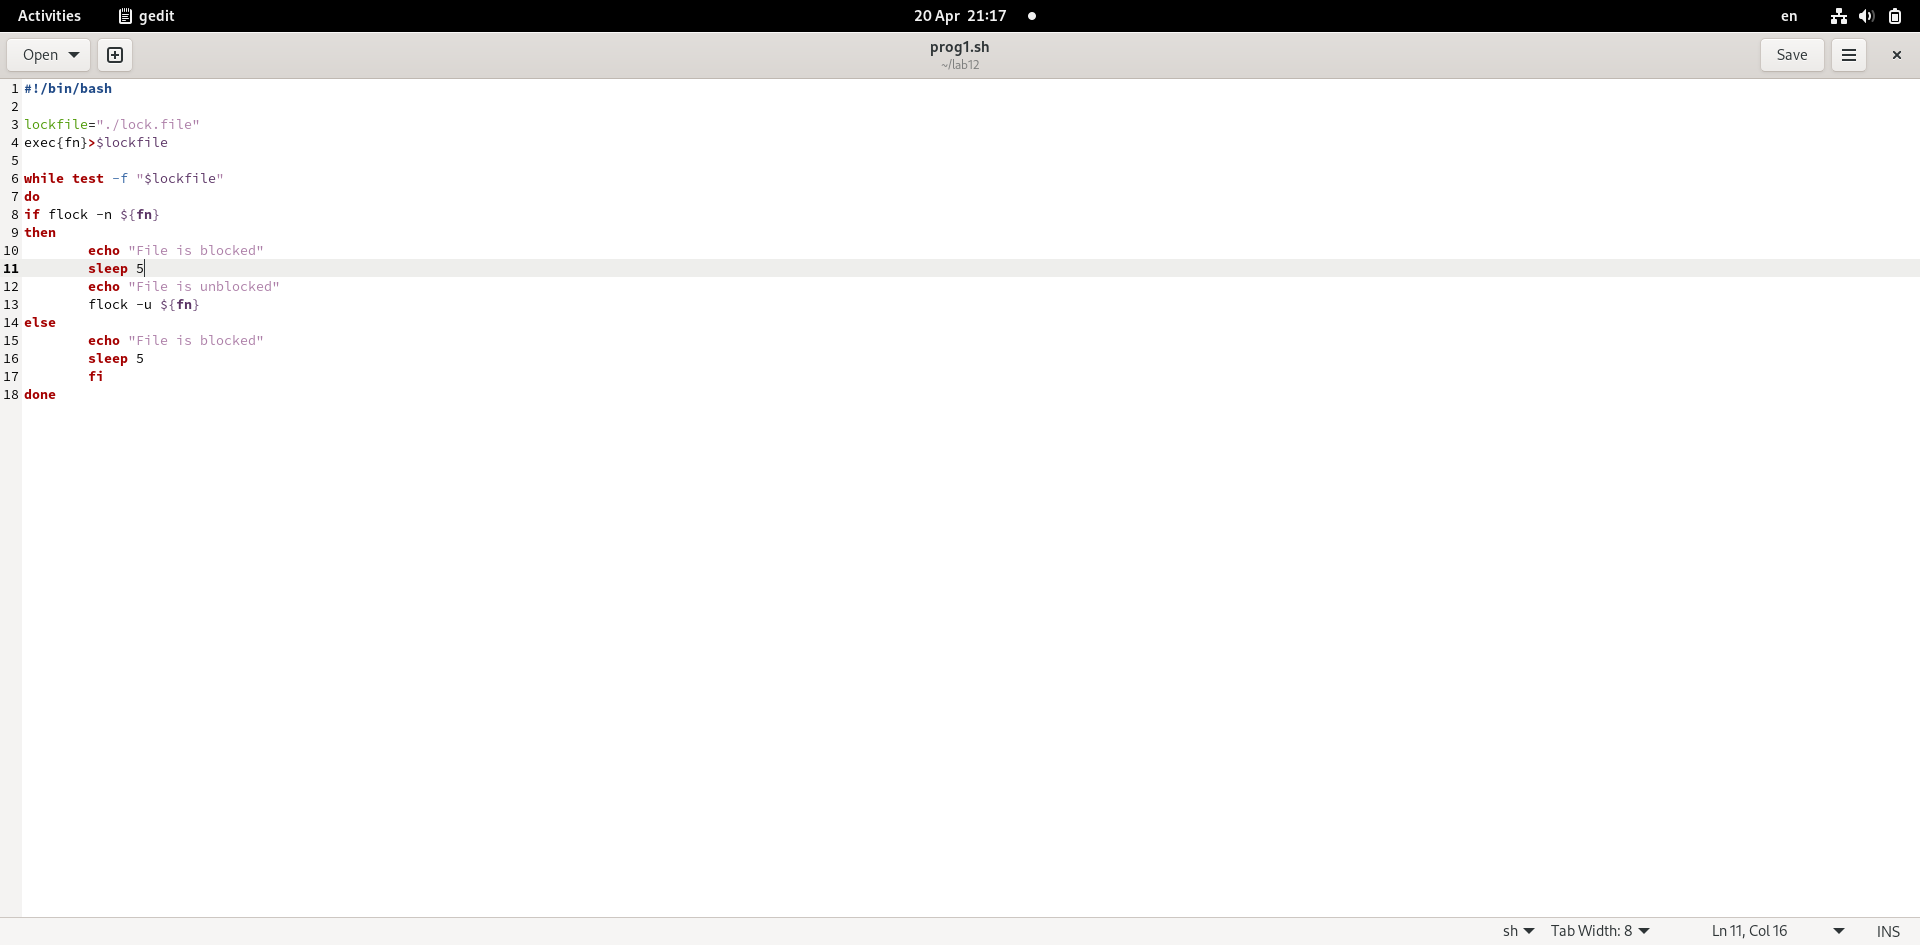 Activities gedit 20 Apr 21:17 en
Open prog1.sh Save
~/lab12
1 #!/bin/bash
2
3 lockfile="./lock.file"
4 exec{fn}>$lockfile
5
6 while test -f "$lockfile"
7 do
8 if flock -n ${fn}
9 then
10 echo "File is blocked"
11 sleep 5
12 echo "File is unblocked"
13 flock -u ${fn}
14 else
15 echo "File is blocked"
16 sleep 5
17 fi
18 done
sh Tab Width: 8 Ln 11, Col 16 INS